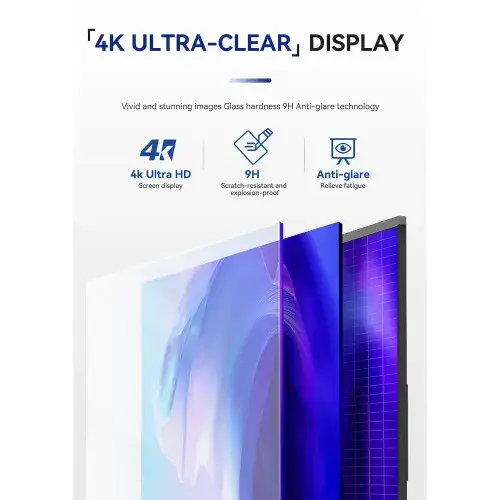 「4K ULTRA-CLEAR」 DISPLAY
Vivid and stunning images Glass hardness 9H Anti-glare technology
4K
4k Ultra HD
Screen display
9H
Scratch-resistant and
explosion-proof
Anti-glare
Relieve fatigue